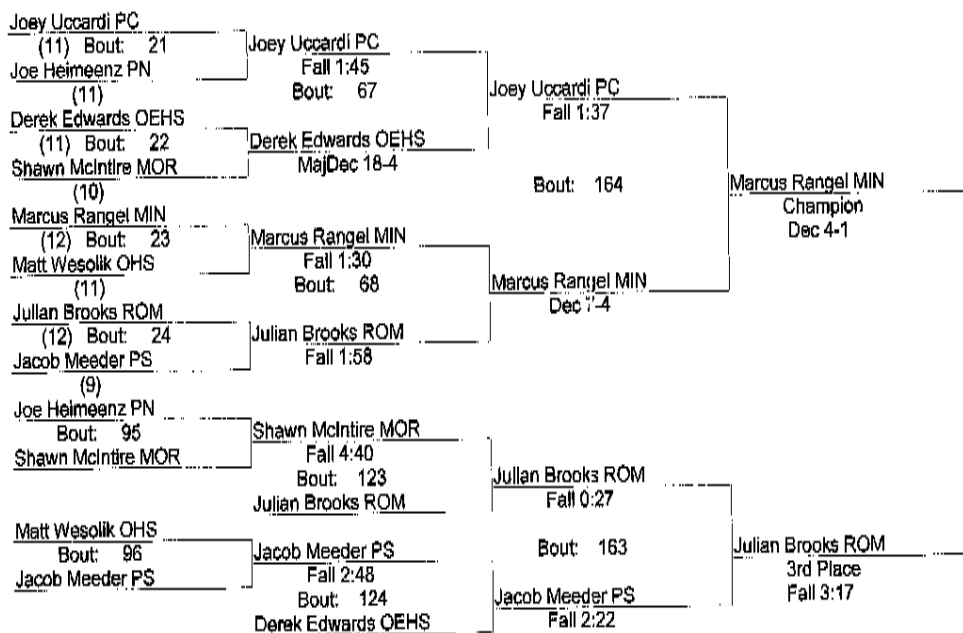 Joey Uccardi PC
(11) Bout: 21
Joe Heimeenz PN
(11)
Derek Edwards OEHS
(11) Bout: 22
Shawn McIntire MOR
(10)
Marcus Rangel MIN
(12) Bout: 23
Matt Wesolik OHS
(11)
Julian Brooks ROM
(12) Bout: 24
Jacob Meeder PS
(9)
Joey Uccardi PC
Fall 1:45
Bout: 67
Derek Edwards OEHS
MajDec 18-4
Marcus Rangel MIN
Fall 1:30
Bout: 68
Julian Brooks ROM
Fall 1:58
Joey Uccardi PC
Fall 1:37
Bout: 164
Marcus Rangel MIN
Dec 7-4
Marcus Rangel MIN
Champion
Dec 4-1
Joe Heimeenz PN
Bout: 95
Shawn McIntire MOR
Matt Wesolik OHS
Bout: 96
Jacob Meeder PS
Shawn McIntire MOR
Fall 4:40
Bout: 123
Julian Brooks ROM
Jacob Meeder PS
Fall 2:48
Bout: 124
Derek Edwards OEHS
Julian Brooks ROM
Fall 0:27
Bout: 163
Jacob Meeder PS
Fall 2:22
Julian Brooks ROM
3rd Place
Fall 3:17